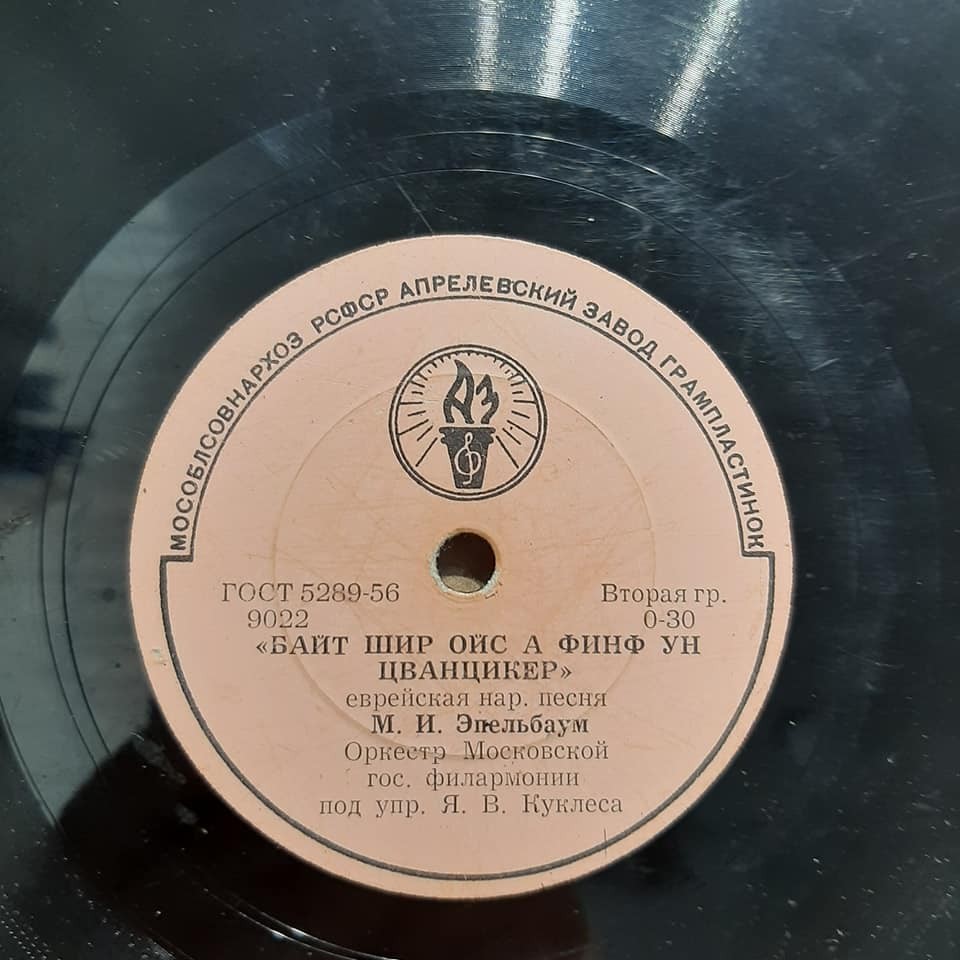 МОСОБЛСОВНАРХОЗ РСФСР АПРЕЛЕВСКИЙ ЗАВОД ГРАМПЛАСТИНОК
АЗ
ГОСТ 5289-56 Вторая гр.
9022 0-30
«БАЙТ ШИР ОЙС А ФИНФ УН
ЦВАНЦИКЕР»
еврейская нар. песня
М. И. Эпельбаум
Оркестр Московской
гос. филармонии
под упр. Я. В. Куклеса